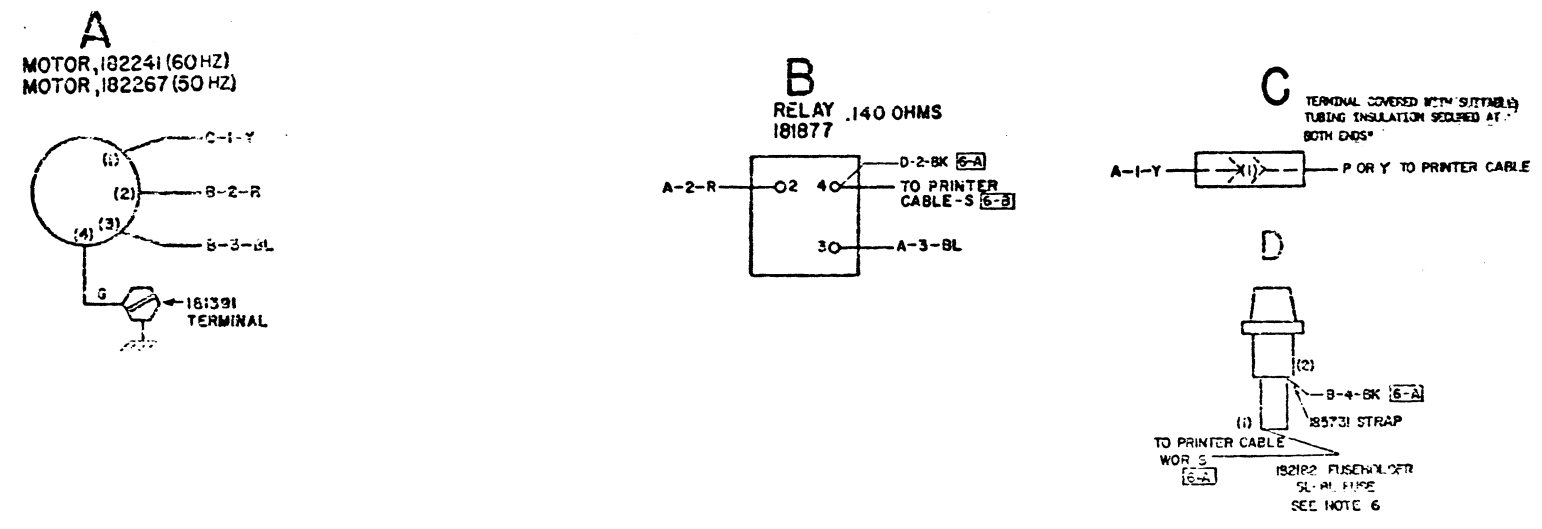 A
MOTOR,182241 (60 HZ)
MOTOR,182267 (50 HZ)
(1)
C-1-Y
(2)
B-2-R
(3)
B-3-BL
(4)
G
181391
TERMINAL
B
RELAY .140 OHMS
181877
A-2-R
2
4
D-2-BK 6-A
TO PRINTER
CABLE-S 6-B
3
A-3-BL
C
TERMINAL COVERED WITH SUITABLE
TUBING INSULATION SECURED AT
BOTH ENDS"
A-1-Y
(1)
P OR Y TO PRINTER CABLE
D
(2)
B-4-BK 6-A
185731 STRAP
(1)
TO PRINTER CABLE
W OR S
6-A
182182 FUSEHOLDER
FUSE
SEE NOTE 6